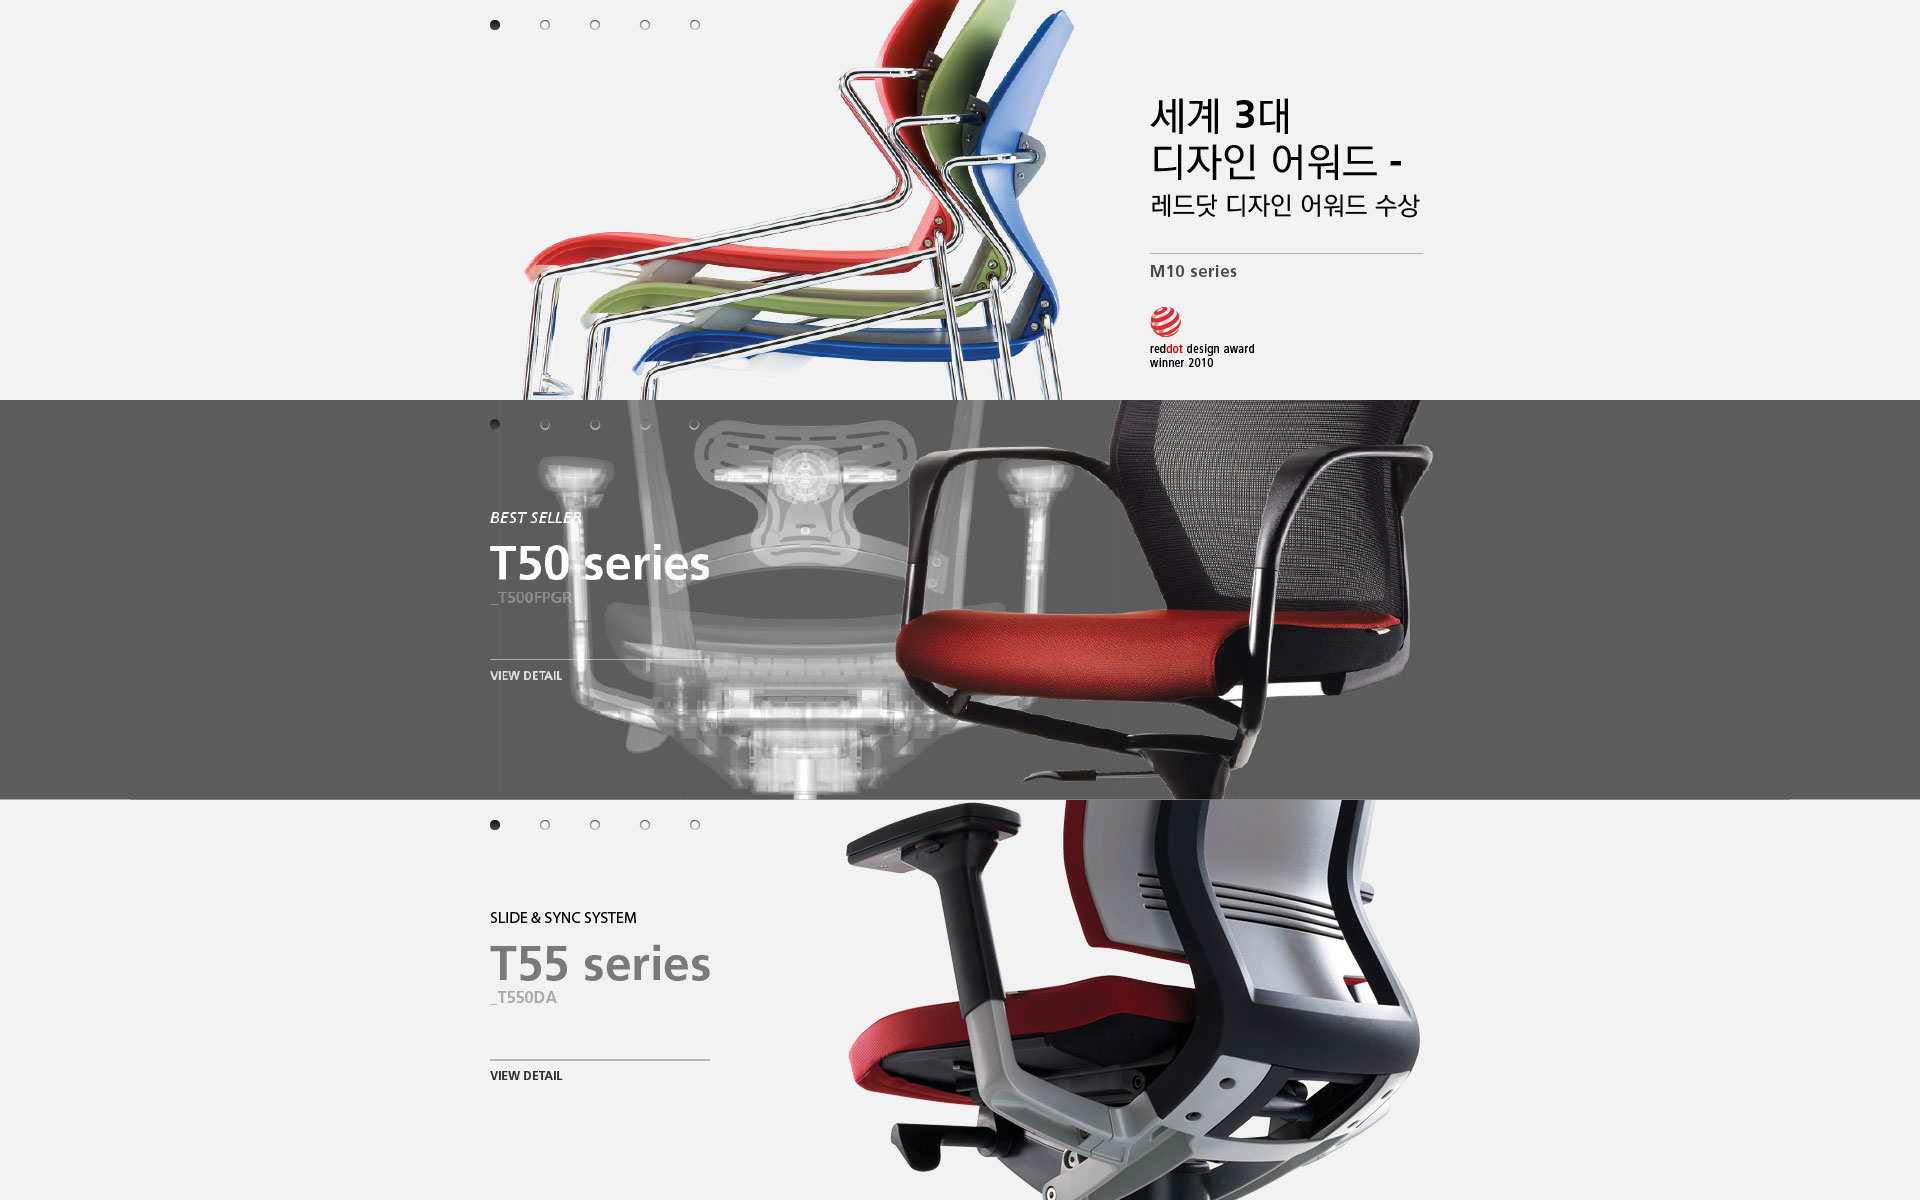 세계 3대
디자인 어워드 -
레드닷 디자인 어워드 수상
M10 series
reddot design award
winner 2010
BEST SELLER
T50 series
_T500FPGR
VIEW DETAIL
SLIDE & SYNC SYSTEM
T55 series
_T550DA
VIEW DETAIL